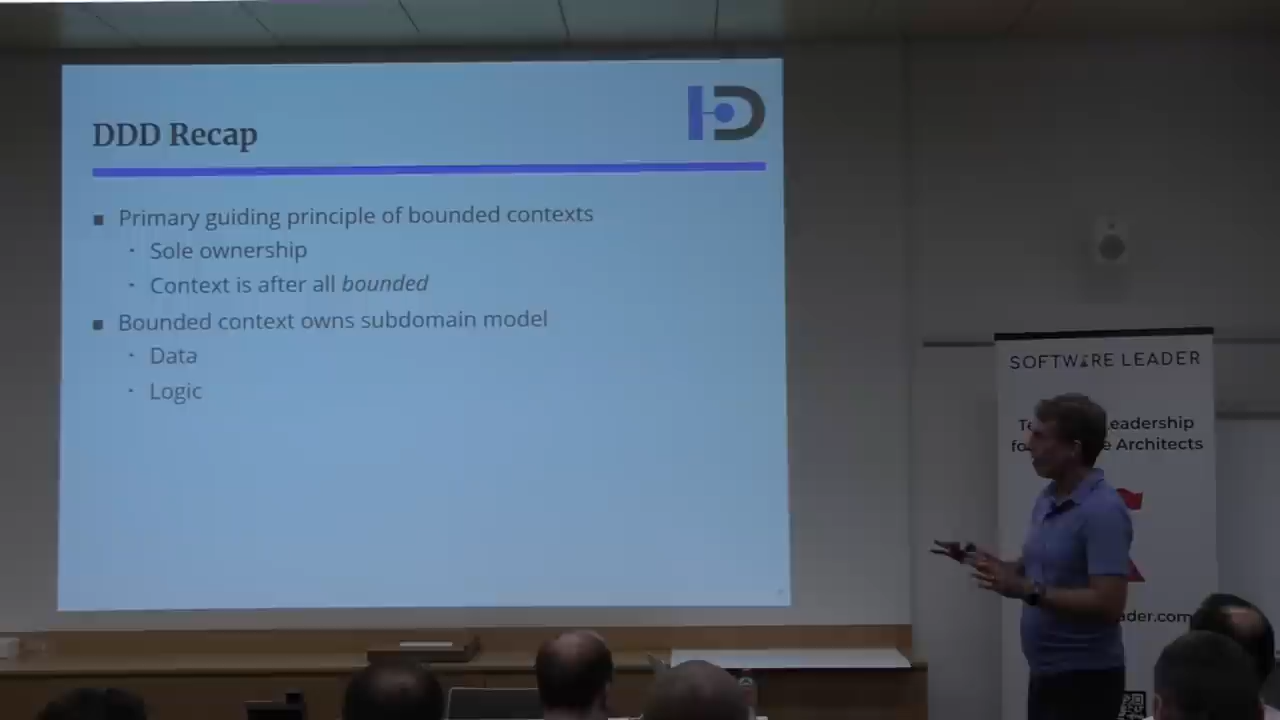 DDD Recap
Primary guiding principle of bounded contexts
Sole ownership
Context is after all bounded
Bounded context owns subdomain model
Data
Logic
SOFTWARE LEADER
eadership
Architects
ader.com